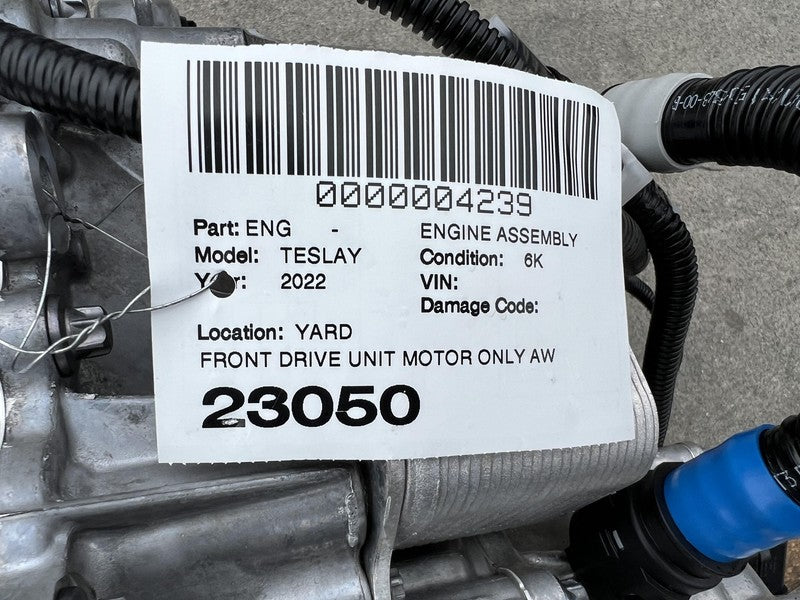 0000004239
Part: ENG - ENGINE ASSEMBLY
Model: TESLAY Condition: 6K
Year: 2022 VIN:
Damage Code:
Location: YARD
FRONT DRIVE UNIT MOTOR ONLY AW
23050